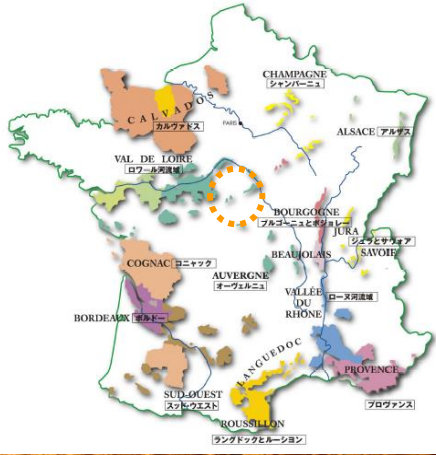 CHAMPAGNE
シャンパーニュ
CALVADOS
カルヴァドス
PARIS
ALSACE アルザス
VAL DE LOIRE
ロワール河流域
BOURGOGNE
ブルゴーニュとボジョレー
JURA
ジュラとサヴォア
SAVOIE
BEAUJOLAIS
COGNAC コニャック
AUVERGNE
オーヴェルニュ
VALLÉE
DU
RHÔNE
ローヌ河流域
BORDEAUX ボルドー
LANGUEDOC
PROVENCE
プロヴァンス
SUD-OUEST
スッド・ウエスト
ROUSSILLON
ラングドックとルーション